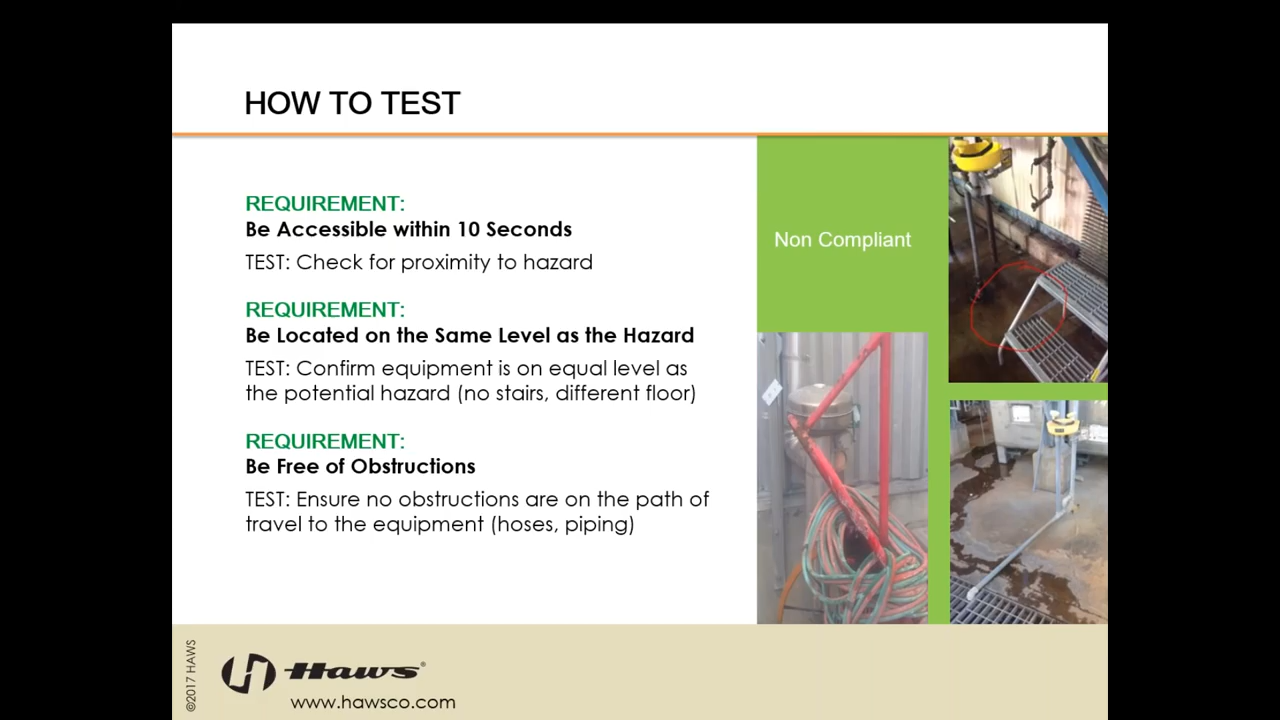 HOW TO TEST
REQUIREMENT:
Be Accessible within 10 Seconds
TEST: Check for proximity to hazard
REQUIREMENT:
Be Located on the Same Level as the Hazard
TEST: Confirm equipment is on equal level as
the potential hazard (no stairs, different floor)
REQUIREMENT:
Be Free of Obstructions
TEST: Ensure no obstructions are on the path of
travel to the equipment (hoses, piping)
Non Compliant
©2017 HAWS
Haws®
www.hawsco.com